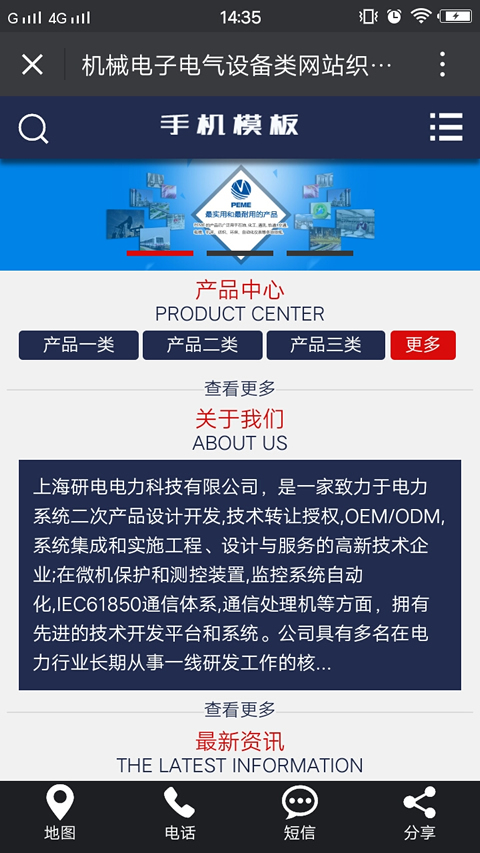 G 4G 14:35
机械电子电气设备类网站织…
手机模板
PEME
最实用和最耐用的产品
产品中心
PRODUCT CENTER
产品一类 产品二类 产品三类 更多
查看更多
关于我们
ABOUT US
上海研电电力科技有限公司，是一家致力于电力
系统二次产品设计开发,技术转让授权,OEM/ODM,
系统集成和实施工程、设计与服务的高新技术企
业;在微机保护和测控装置,监控系统自动
化,IEC61850通信体系,通信处理机等方面，拥有
先进的技术开发平台和系统。公司具有多名在电
力行业长期从事一线研发工作的核...
查看更多
最新资讯
THE LATEST INFORMATION
地图 电话 短信 分享